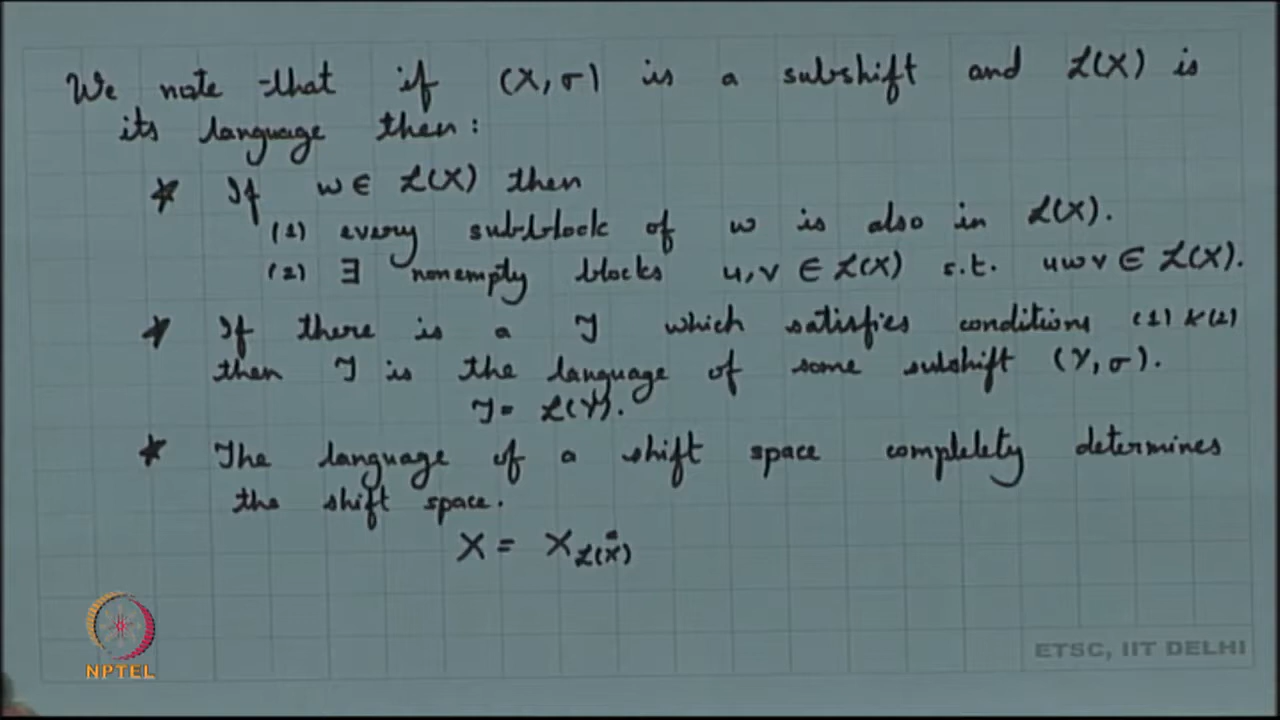 We note that if (X, σ) is a subshift and ℒ(X) is
its language then:
* If w ∈ ℒ(X) then
(1) every subblock of w is also in ℒ(X).
(2) ∃ nonempty blocks u, v ∈ ℒ(X) s.t. uwv ∈ ℒ(X).
* If there is a J which satisfies conditions (1) & (2)
then J is the language of some subshift (Y, σ).
J = ℒ(Y).
* The language of a shift space completly determines
the shift space.
X = X_ℒ(X)
NPTEL
ETSC, IIT DELHI